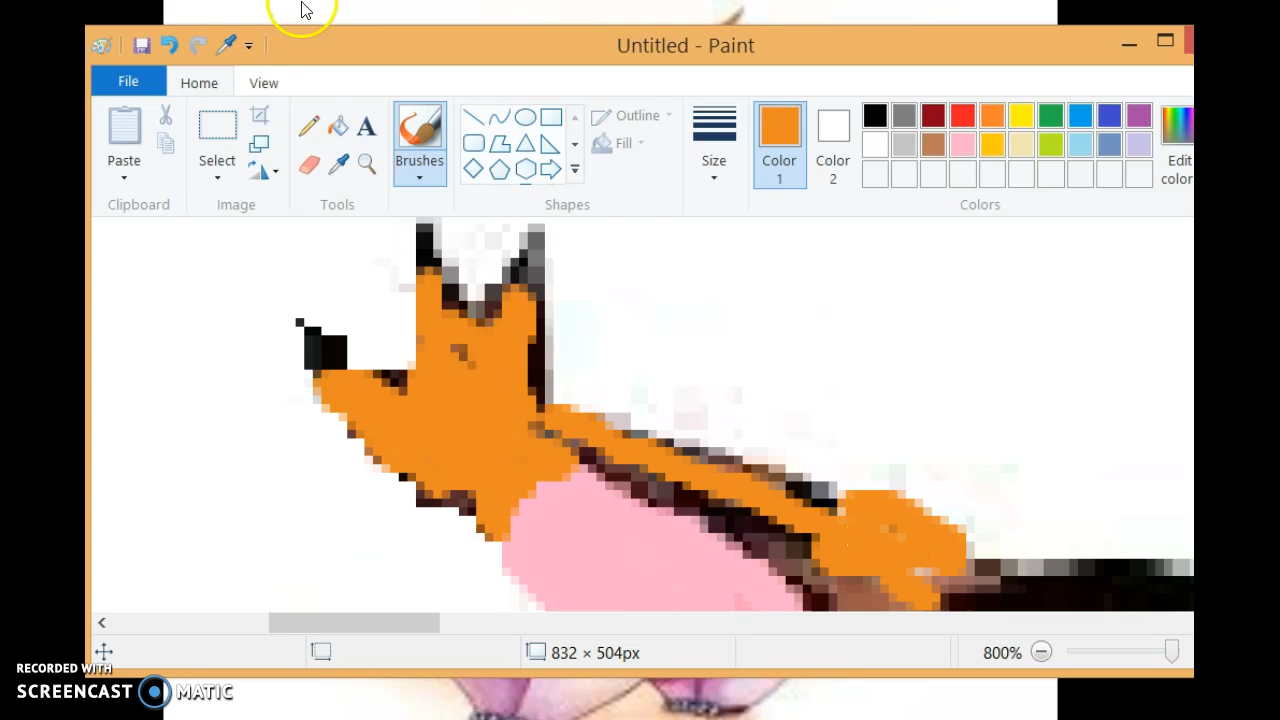 Untitled - Paint
File Home View
Paste
Select
Brushes
Outline
Fill
Size
Color 1
Color 2
Edit color
Clipboard Image Tools Shapes Colors
832 × 504px
800%
RECORDED WITH
SCREENCAST MATIC